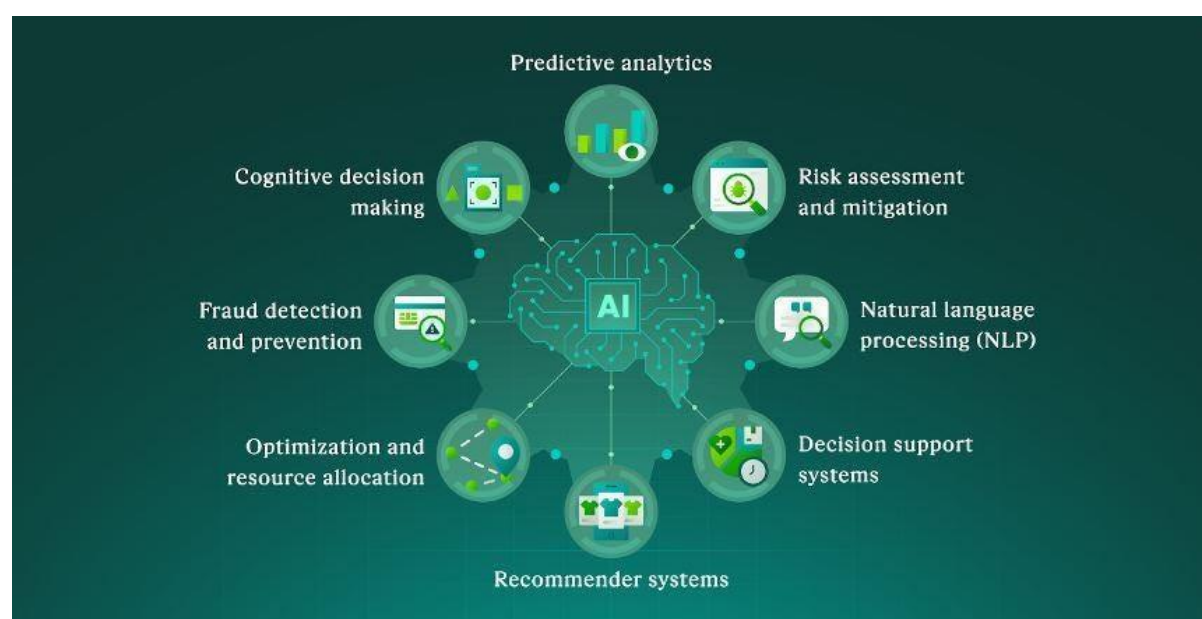 Predictive analytics
Cognitive decision
making
Risk assessment
and mitigation
Fraud detection
and prevention
AI
Natural language
processing (NLP)
Optimization and
resource allocation
Decision support
systems
Recommender systems